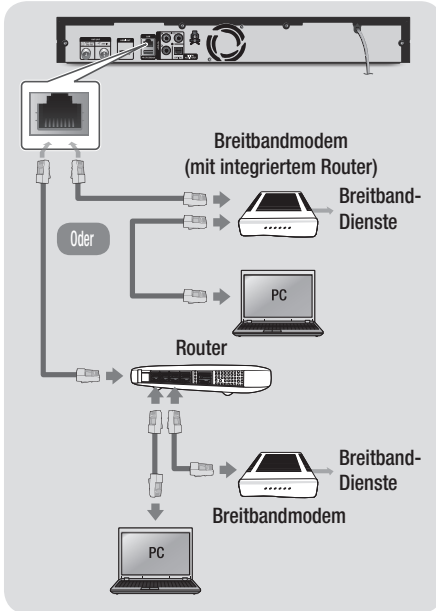 Breitbandmodem
(mit integriertem Router)
Breitband-
Dienste
Oder
PC
Router
Breitband-
Dienste
Breitbandmodem
PC